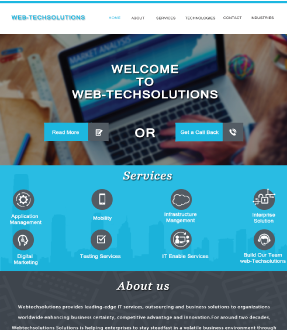 WEB-TECHSOLUTIONS HOME ABOUT SERVICES TECHNOLOGIES CONTACT INDUSTRIES
MARKET ANALYSIS
WELCOME
TO
WEB-TECHSOLUTIONS
Read More OR Get a Call Back
Services
Application Management
Mobility
Infrastructure Mangement
Interprise Solution
Digital Marketing
Testing Services
IT Enable Services
Build Our Team web-Techsolutions
About us
Webtechsolutions provides leading-edge IT services, outsourcing and business solutions to organizations
worldwide enhancing business certainty, competitive advantage and innovation.For around two decades,
Webtechsolutions Solutions is helping enterprises to stay steadfast in a volatile business environment through